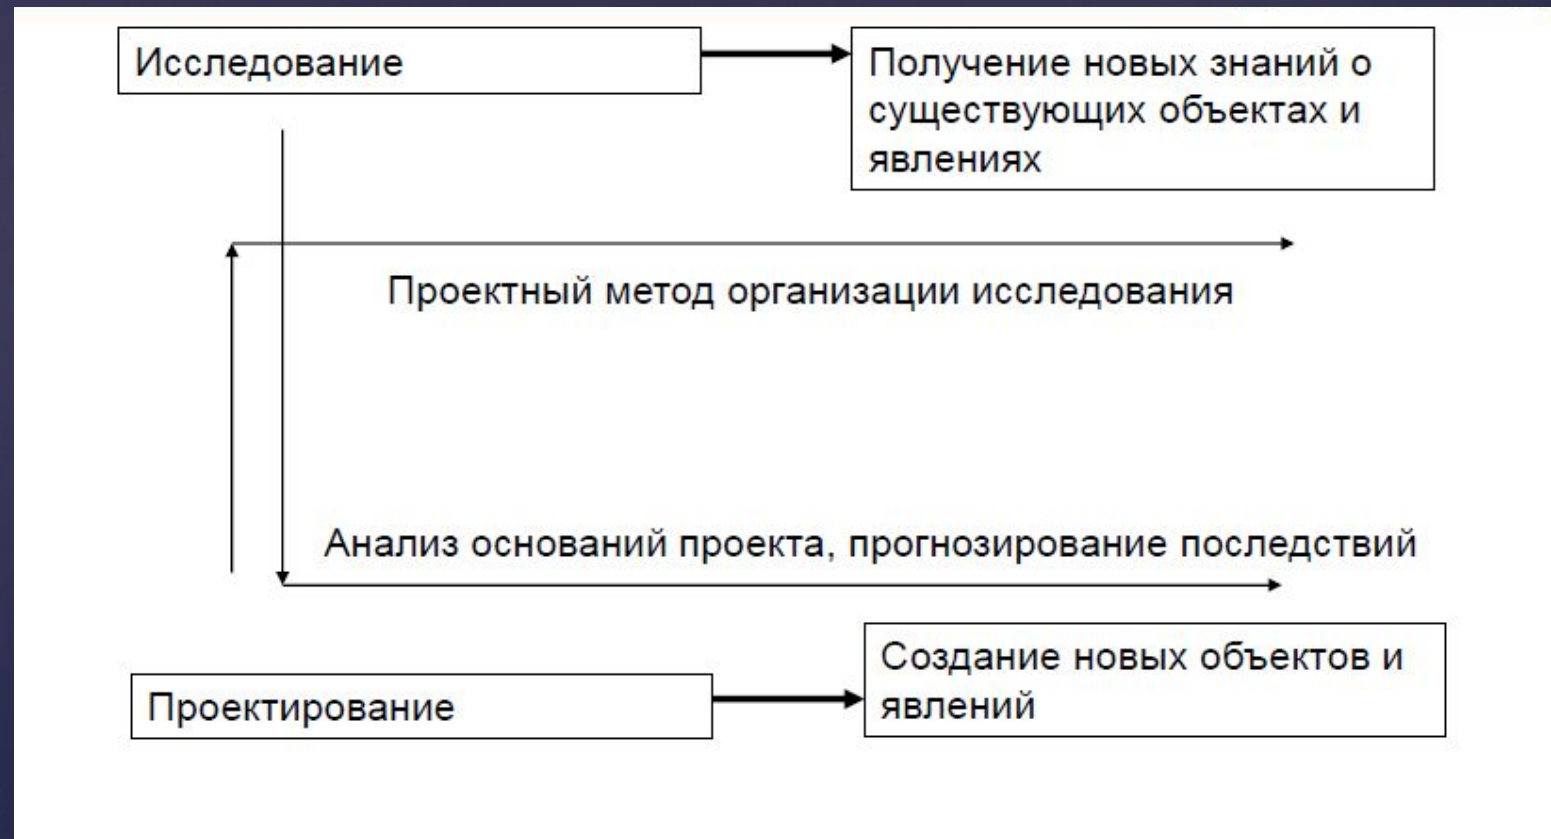 Исследование
Получение новых знаний о
существующих объектах и
явлениях
Проектный метод организации исследования
Анализ оснований проекта, прогнозирование последствий
Проектирование
Создание новых объектов и
явлений